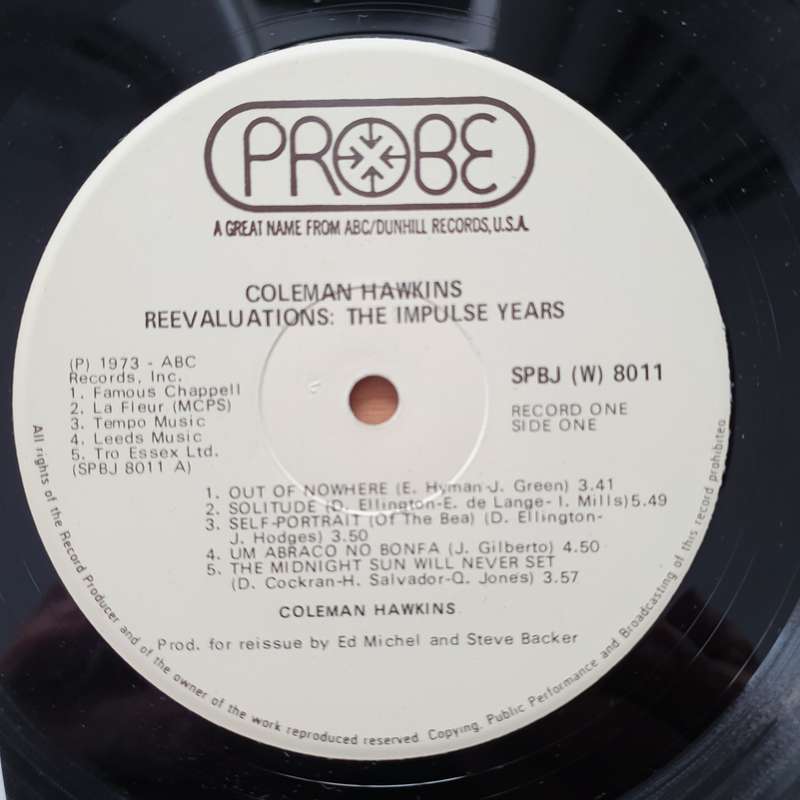 PROBE
A GREAT NAME FROM ABC/DUNHILL RECORDS, U.S.A.
COLEMAN HAWKINS
REEVALUATIONS: THE IMPULSE YEARS
(P) 1973 - ABC
Records, Inc.
1. Famous Chappell
2. La Fleur (MCPS)
3. Tempo Music
4. Leeds Music
5. Tro Essex Ltd.
(SPBJ 8011 A)
SPBJ (W) 8011
RECORD ONE
SIDE ONE
1. OUT OF NOWHERE (E. Hyman-J. Green) 3.41
2. SOLITUDE (D. Ellington-E. de Lange- I. Mills) 5.49
3. SELF-PORTRAIT (Of The Bea) (D. Ellington-
J. Hodges) 3.50
4. UM ABRACO NO BONFA (J. Gilberto) 4.50
5. THE MIDNIGHT SUN WILL NEVER SET
(D. Cockran-H. Salvador-Q. Jones) 3.57
COLEMAN HAWKINS
Prod. for reissue by Ed Michel and Steve Backer
All rights of the Record Producer and of the owner of the work reproduced reserved. Copying, Public Performance and Broadcasting of this record prohibited